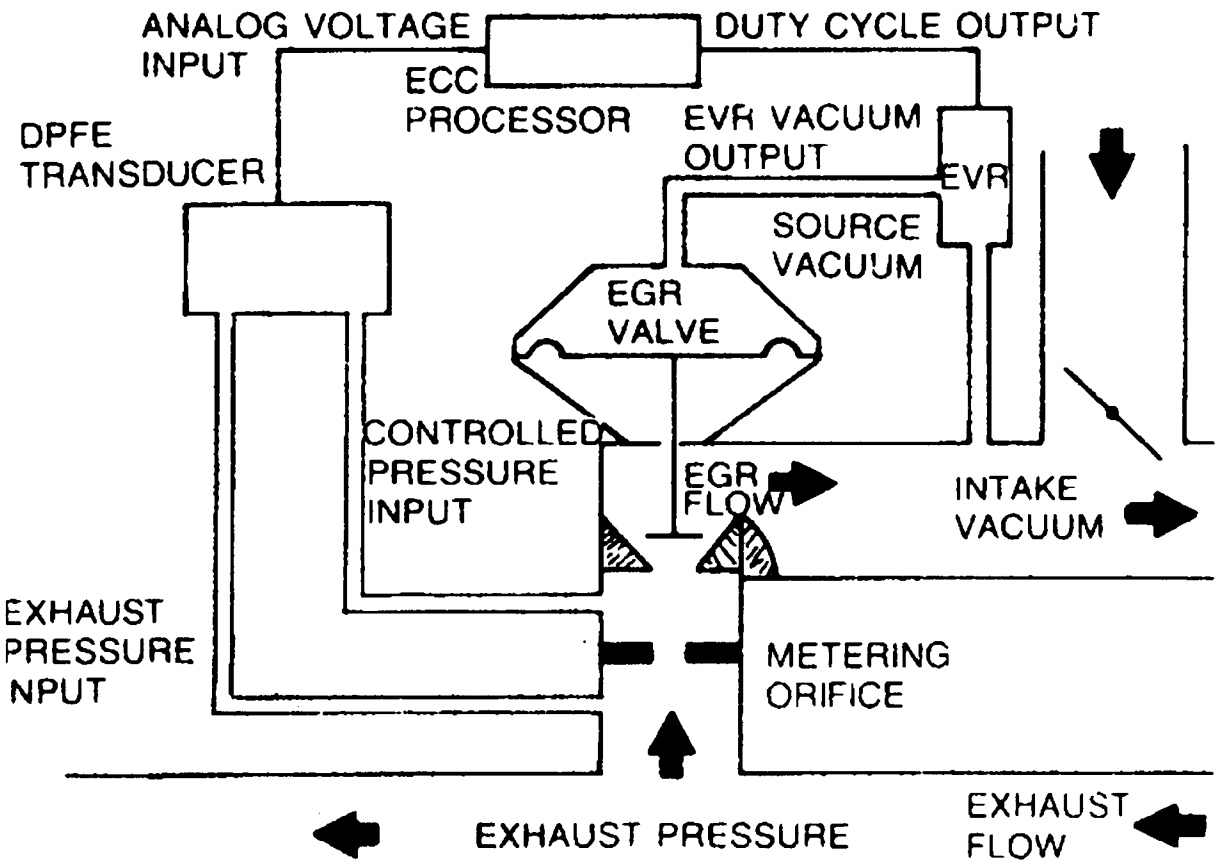 ANALOG VOLTAGE
INPUT
DUTY CYCLE OUTPUT
ECC
PROCESSOR
DPFE
TRANSDUCER
EVR VACUUM
OUTPUT
EVR
SOURCE
VACUUM
EGR
VALVE
CONTROLLED
PRESSURE
INPUT
EGR
FLOW
INTAKE
VACUUM
EXHAUST
PRESSURE
INPUT
METERING
ORIFICE
EXHAUST PRESSURE
EXHAUST
FLOW